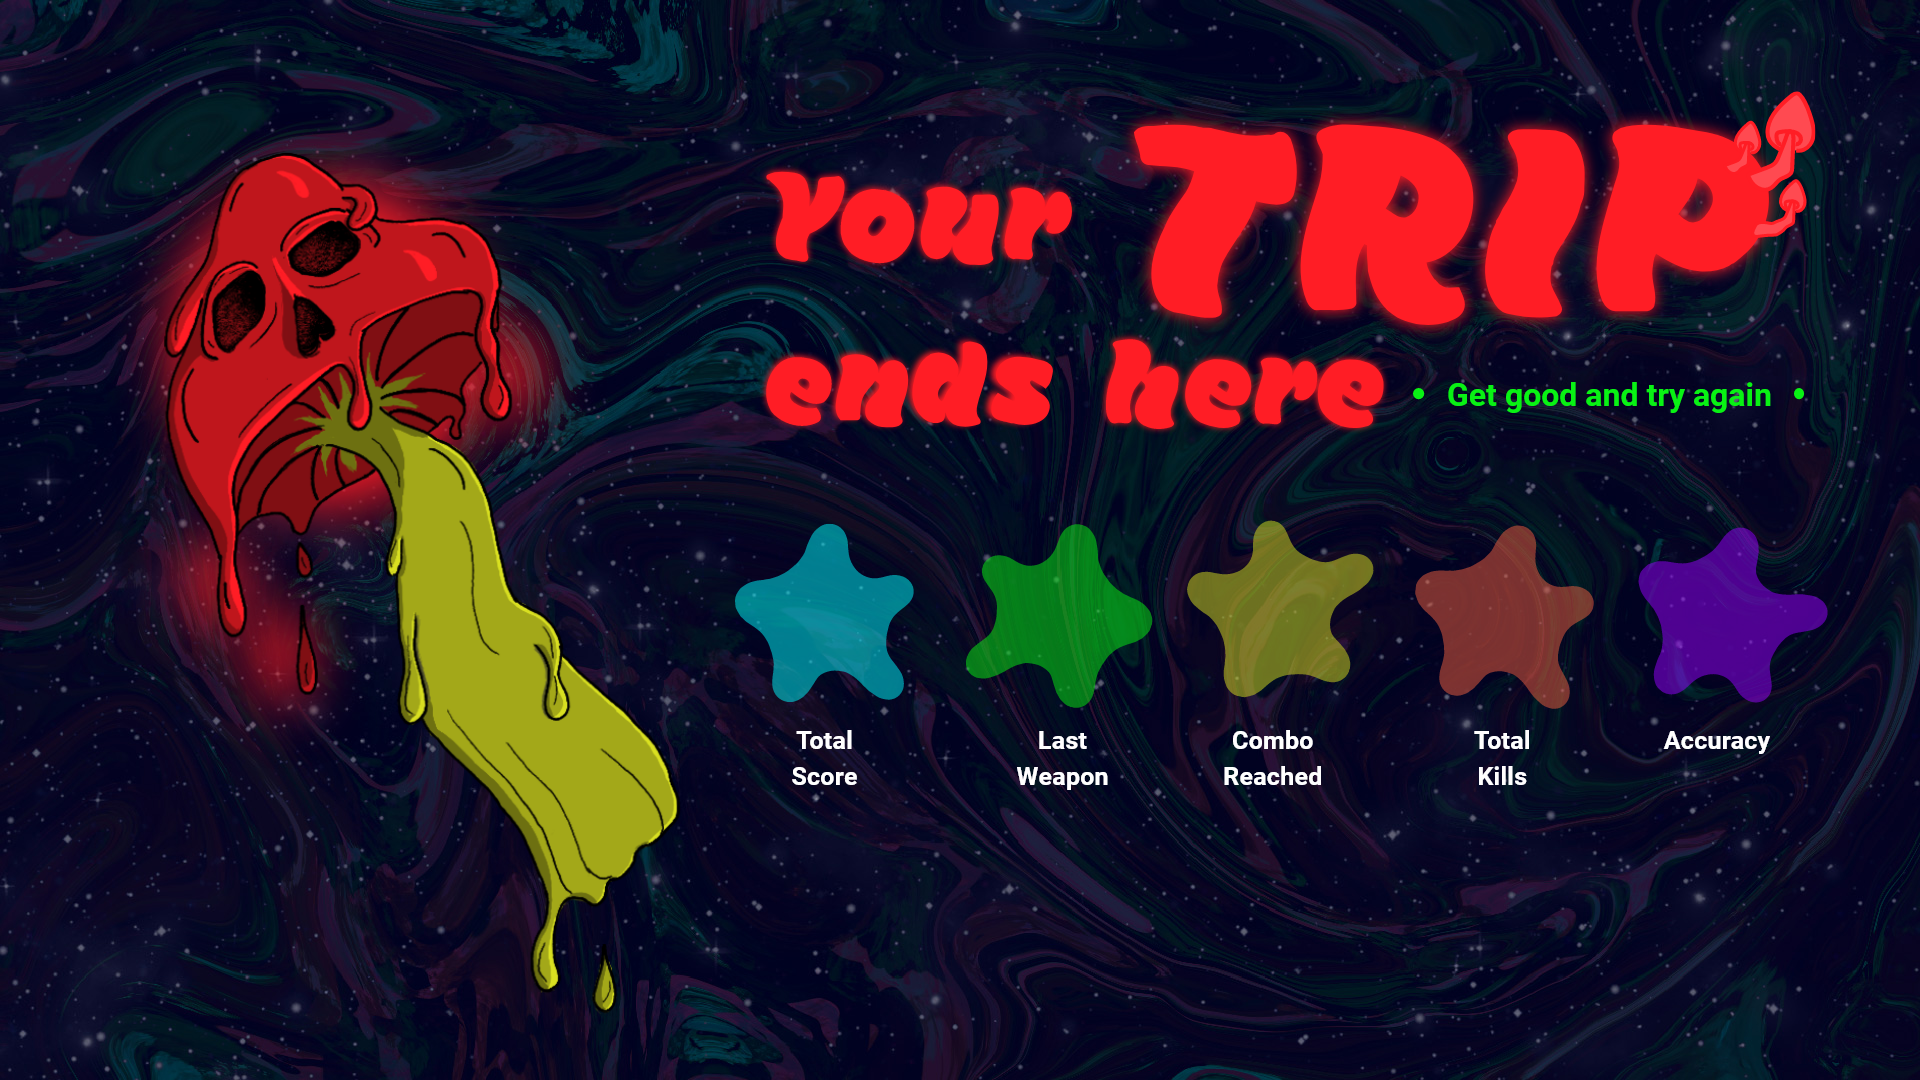 Your TRIP
ends here
• Get good and try again •
Total Score
Last Weapon
Combo Reached
Total Kills
Accuracy